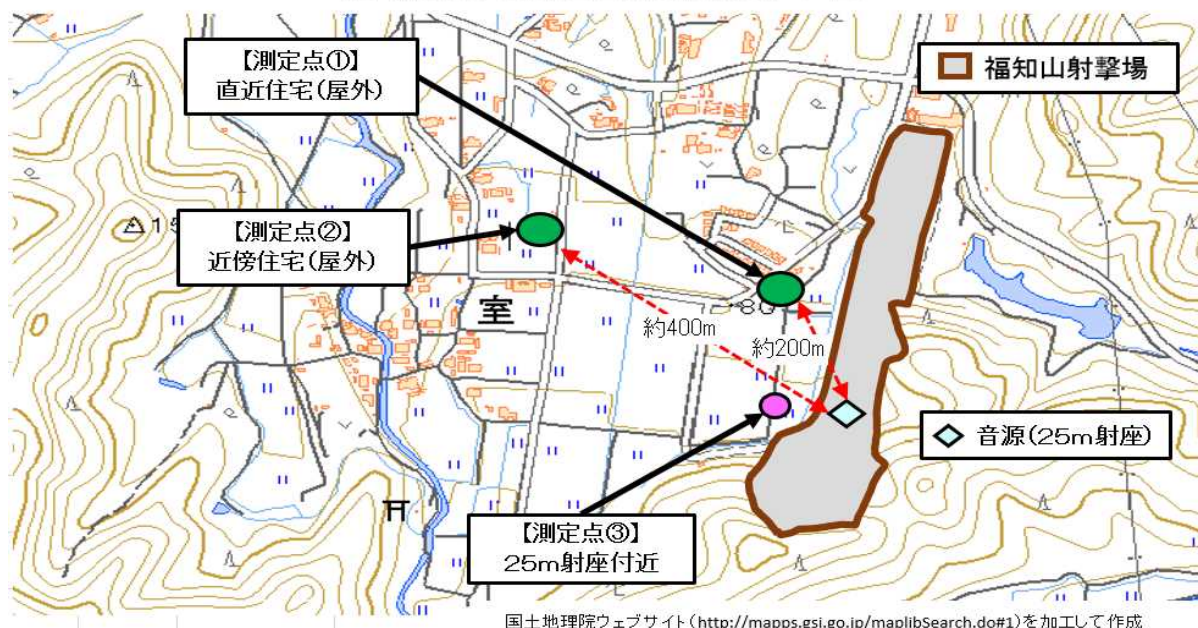 【測定点①】
直近住宅(屋外)
福知山射撃場
【測定点②】
近傍住宅(屋外)
室
約400m
約200m
音源(25m射座)
【測定点③】
25m射座付近
国土地理院ウェブサイト(http://mapps.gsi.go.jp/maplibSearch.do#1)を加工して作成